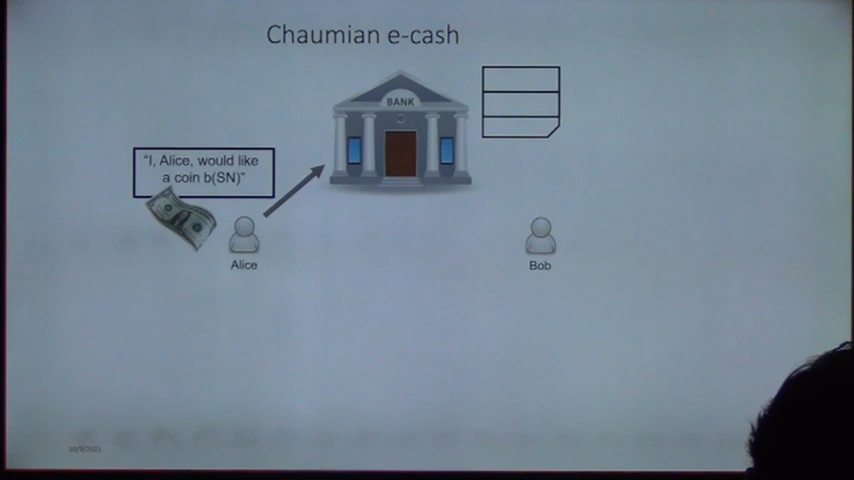 Chaumian e-cash
BANK
“I, Alice, would like
a coin b(SN)”
Alice
Bob